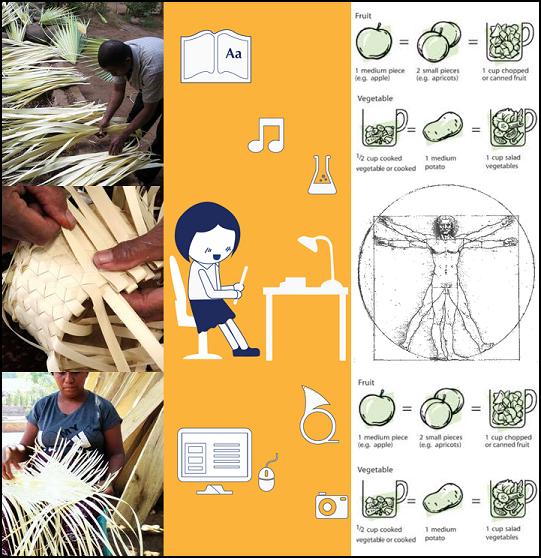 Aa
Fruit
1 medium piece
(e.g. apple)
2 small pieces
(e.g. apricots)
1 cup chopped
or canned fruit
Vegetable
1/2 cup cooked
vegetable or cooked
1 medium
potato
1 cup salad
vegetables
Fruit
1 medium piece
(e.g. apple)
2 small pieces
(e.g. apricots)
1 cup chopped
or canned fruit
Vegetable
1/2 cup cooked
vegetable or cooked
1 medium
potato
1 cup salad
vegetables